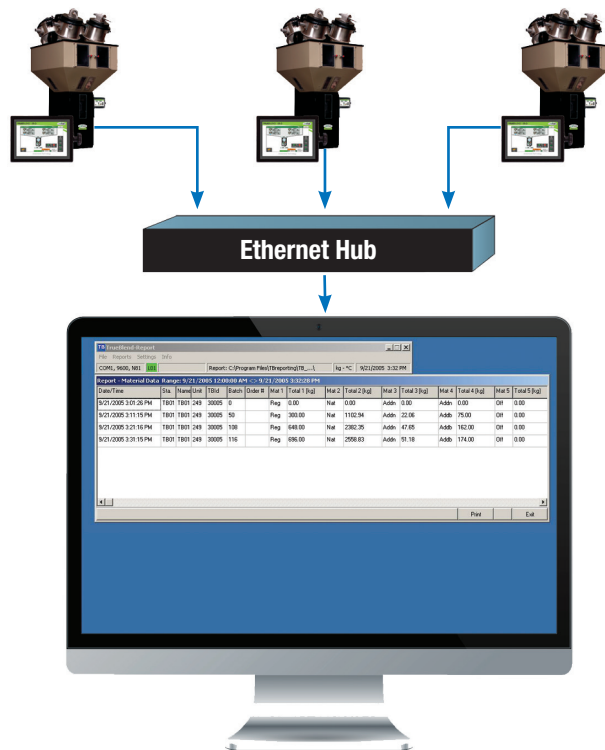 Ethernet Hub
TB TrueBlend-Report
File Reports Settings Info
COM1, 9600, N81 L01 Report: C:\Program Files\TBreporting\TB_...\, kg - °C 9/21/2005 3:32 PM
Report - Material Data Range: 9/21/2005 12:00:00 AM <-> 9/21/2005 3:32:28 PM
Date/Time Sta. Name Unit TBId Batch Order # Mat 1 Total 1 [kg] Mat 2 Total 2 [kg] Mat 3 Total 3 [kg] Mat 4 Total 4 [kg] Mat 5 Total 5 [kg]
9/21/2005 3:01:26 PM TB01 TB01 249 30005 0 Reg 0.00 Nat 0.00 Addn 0.00 Addn 0.00 Off 0.00
9/21/2005 3:11:15 PM TB01 TB01 249 30005 50 Reg 300.00 Nat 1102.94 Addn 22.06 Addb 75.00 Off 0.00
9/21/2005 3:21:16 PM TB01 TB01 249 30005 108 Reg 648.00 Nat 2382.35 Addn 47.65 Addb 162.00 Off 0.00
9/21/2005 3:31:15 PM TB01 TB01 249 30005 116 Reg 696.00 Nat 2558.83 Addn 51.18 Addb 174.00 Off 0.00
Print Exit